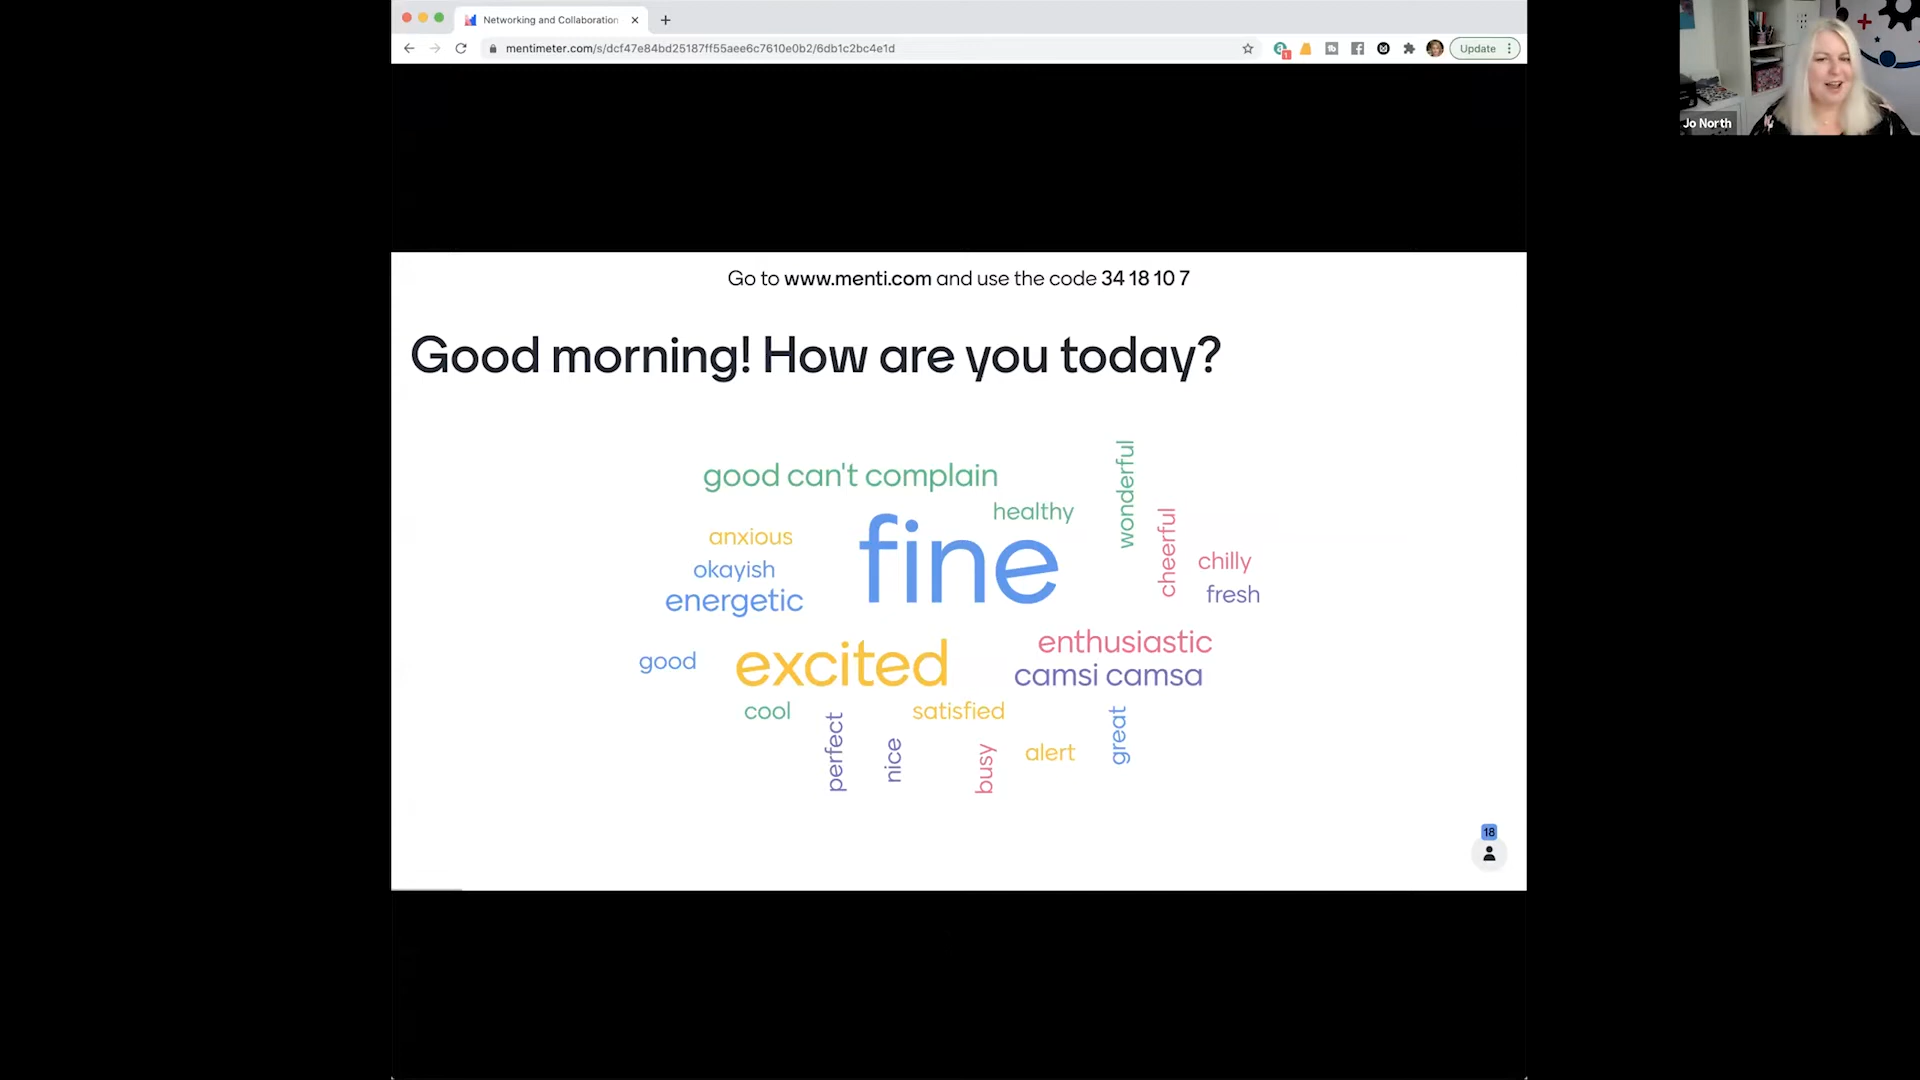 Networking and Collaboration
mentimeter.com/s/dcf47e84bd25187ff55aee6c7610e0b2/6db1c2bc4e1d
Update
Jo North
Go to www.menti.com and use the code 34 18 10 7
Good morning! How are you today?
good can't complain
wonderful
healthy
cheerful
anxious
fine
chilly
okayish
fresh
energetic
enthusiastic
good
excited
camsi camsa
cool
perfect
satisfied
great
nice
busy
alert
18